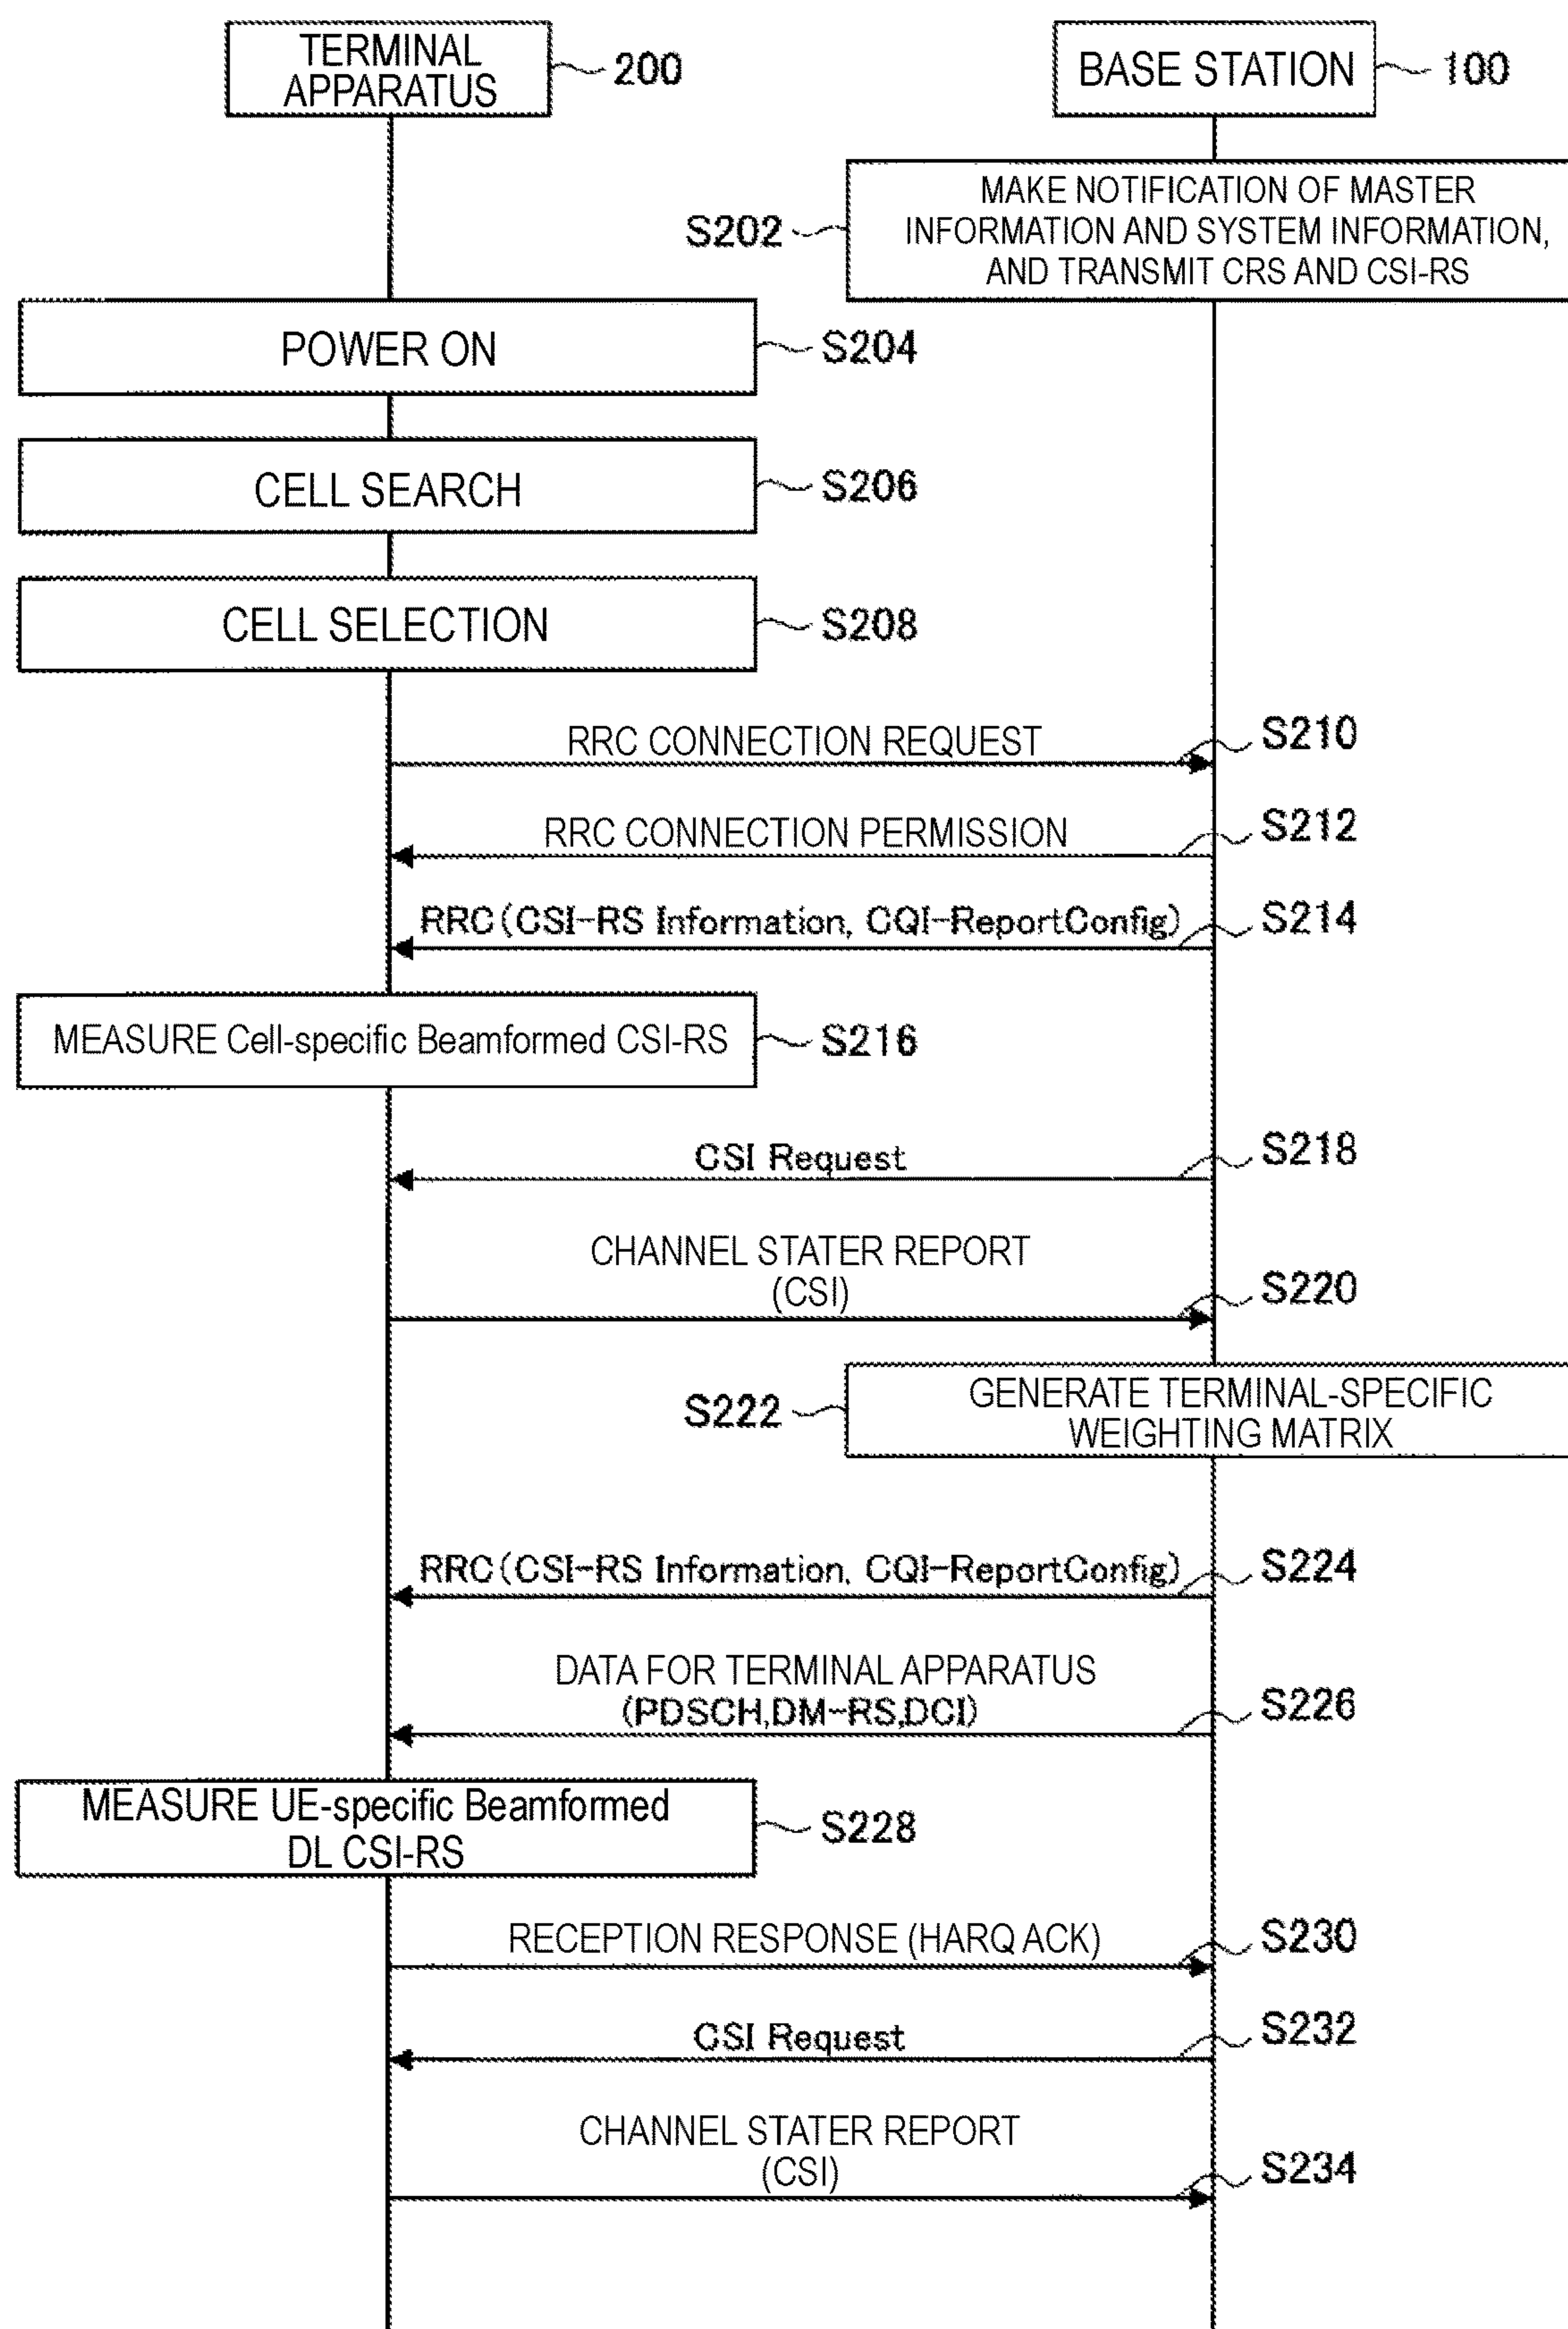 TERMINAL
APPARATUS
200
BASE STATION
100
MAKE NOTIFICATION OF MASTER
INFORMATION AND SYSTEM INFORMATION,
AND TRANSMIT CRS AND CSI-RS
S202
POWER ON
S204
CELL SEARCH
S206
CELL SELECTION
S208
RRC CONNECTION REQUEST
S210
RRC CONNECTION PERMISSION
S212
RRC(CSI-RS Information, CQI-ReportConfig)
S214
MEASURE Cell-specific Beamformed CSI-RS
S216
CSI Request
S218
CHANNEL STATER REPORT
(CSI)
S220
S222
GENERATE TERMINAL-SPECIFIC
WEIGHTING MATRIX
RRC(CSI-RS Information, CQI-ReportConfig)
S224
DATA FOR TERMINAL APPARATUS
(PDSCH,DM-RS,DCI)
S226
MEASURE UE-specific Beamformed
DL CSI-RS
S228
RECEPTION RESPONSE (HARQ ACK)
S230
CSI Request
S232
CHANNEL STATER REPORT
(CSI)
S234